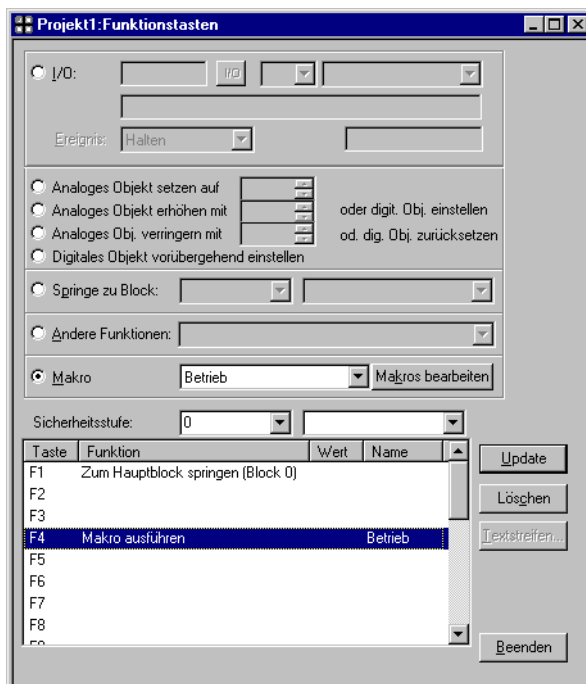 Projekt1:Funktionstasten
I/O: I/O
Ereignis: Halten
Analoges Objekt setzen auf
Analoges Objekt erhöhen mit oder digit. Obj. einstellen
Analoges Obj. verringern mit od. dig. Obj. zurücksetzen
Digitales Objekt vorübergehend einstellen
Springe zu Block:
Andere Funktionen:
Makro Betrieb Makros bearbeiten
Sicherheitsstufe: 0
Taste Funktion Wert Name
F1 Zum Hauptblock springen (Block 0)
F2
F3
F4 Makro ausführen Betrieb
F5
F6
F7
F8
Update
Löschen
Textstreifen...
Beenden